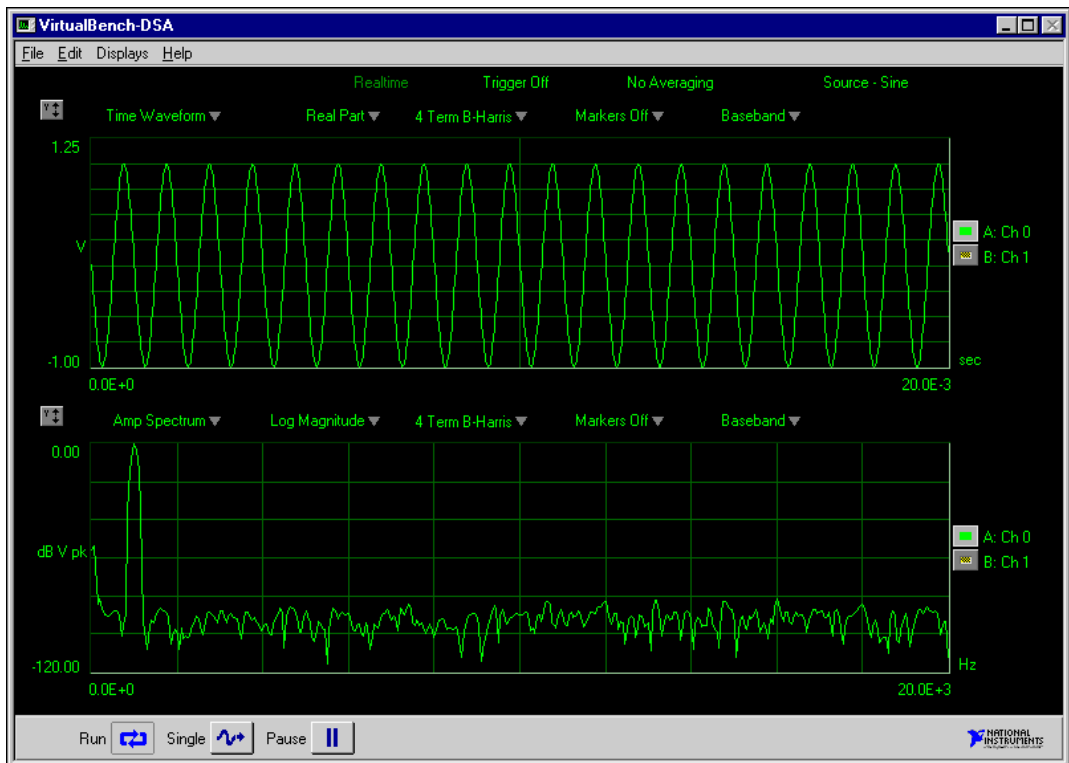 VirtualBench-DSA
File Edit Displays Help
Realtime Trigger Off No Averaging Source - Sine
Time Waveform Real Part 4 Term B-Harris Markers Off Baseband
1.25
V
-1.00
0.0E+0 20.0E-3
sec
A: Ch 0
B: Ch 1
Amp Spectrum Log Magnitude 4 Term B-Harris Markers Off Baseband
0.00
dB V pk
-120.00
0.0E+0 20.0E+3
Hz
A: Ch 0
B: Ch 1
Run Single Pause
NATIONAL
INSTRUMENTS